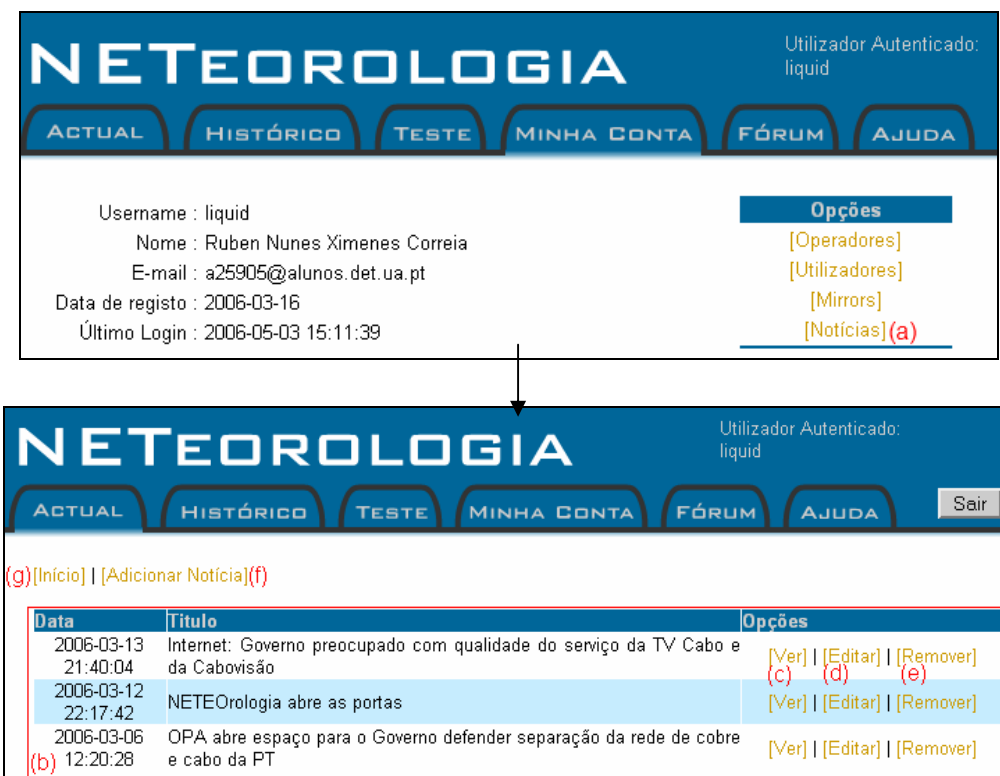 NETEOROLOGIA
Utilizador Autenticado:
liquid
ACTUAL HISTÓRICO TESTE MINHA CONTA FÓRUM AJUDA
Username : liquid
Nome : Ruben Nunes Ximenes Correia
E-mail : a25905@alunos.det.ua.pt
Data de registo : 2006-03-16
Último Login : 2006-05-03 15:11:39
Opções
[Operadores]
[Utilizadores]
[Mirrors]
[Notícias] (a)
NETEOROLOGIA
Utilizador Autenticado:
liquid
ACTUAL HISTÓRICO TESTE MINHA CONTA FÓRUM AJUDA Sair
(g) [Início] | [Adicionar Notícia] (f)
Data Titulo Opções
2006-03-13
21:40:04
Internet: Governo preocupado com qualidade do serviço da TV Cabo e
da Cabovisão
[Ver] | [Editar] | [Remover]
(c) (d) (e)
2006-03-12
22:17:42
NETEOrologia abre as portas
[Ver] | [Editar] | [Remover]
2006-03-06
12:20:28
OPA abre espaço para o Governo defender separação da rede de cobre
e cabo da PT
[Ver] | [Editar] | [Remover]
(b)